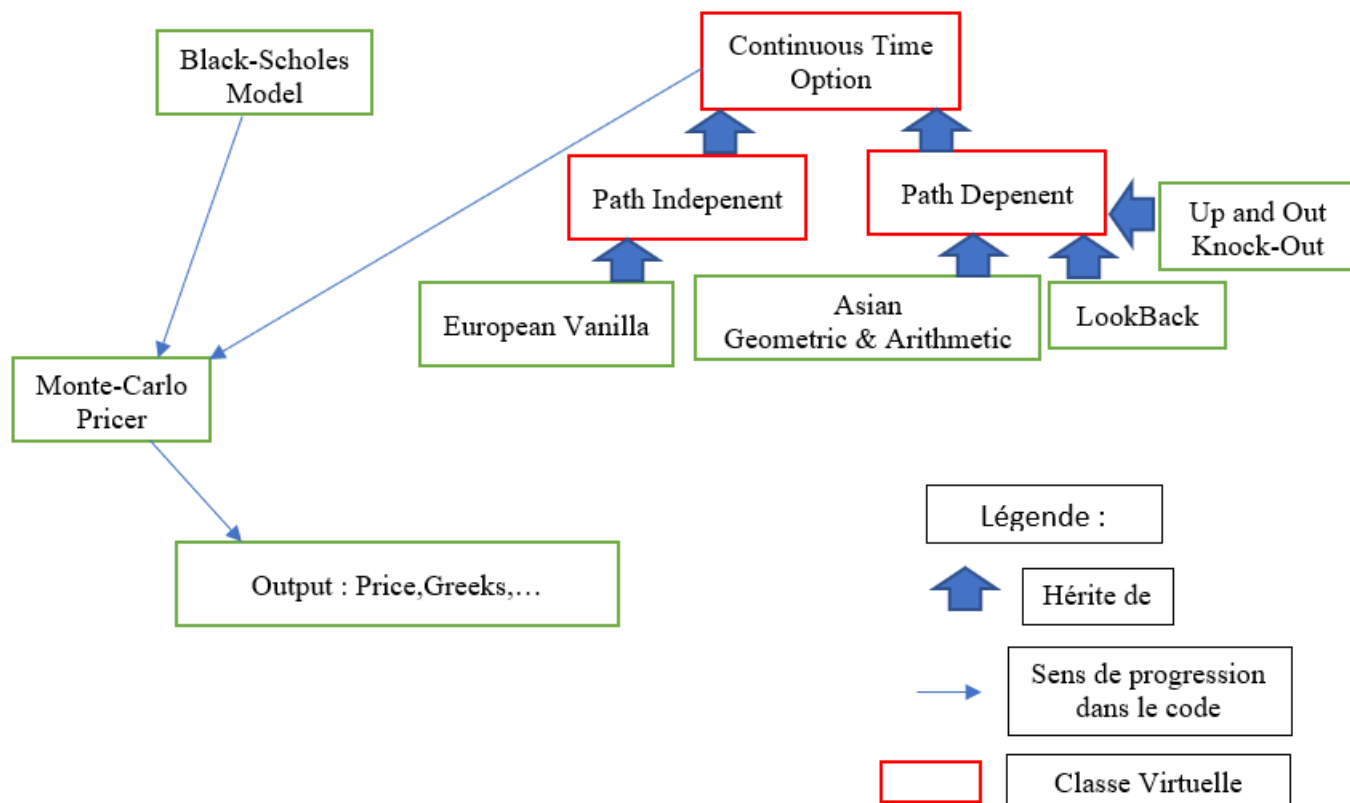 Black-Scholes
Model
Continuous Time
Option
Path Indepenent
Path Depenent
Up and Out
Knock-Out
European Vanilla
Asian
Geometric & Arithmetic
LookBack
Monte-Carlo
Pricer
Output : Price,Greeks,…
Légende :
Hérite de
Sens de progression
dans le code
Classe Virtuelle